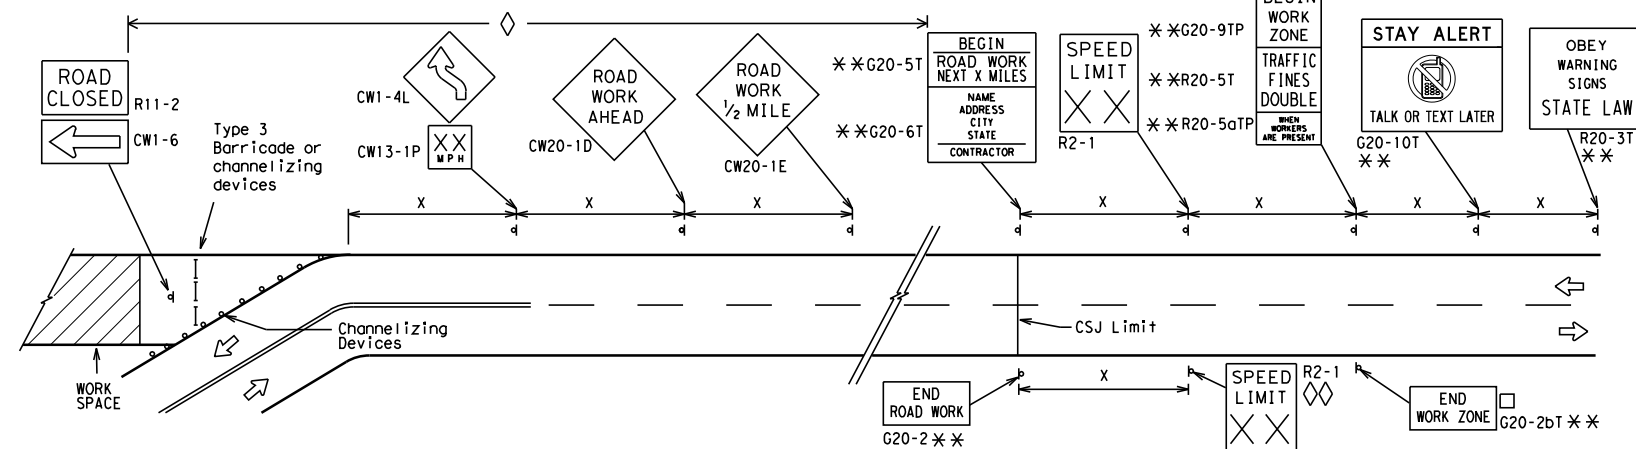 ROAD
CLOSED
R11-2
CW1-6
Type 3
Barricade or
channelizing
devices
CW1-4L
CW13-1P
XX
MPH
ROAD
WORK
AHEAD
CW20-1D
ROAD
WORK
1/2 MILE
CW20-1E
**G20-5T
BEGIN
ROAD WORK
NEXT X MILES
**G20-6T
NAME
ADDRESS
CITY
STATE
CONTRACTOR
SPEED
LIMIT
XX
R2-1
**G20-9TP
BEGIN
WORK
ZONE
**R20-5T
TRAFFIC
FINES
DOUBLE
**R20-5aTP
WHEN
WORKERS
ARE PRESENT
STAY ALERT
TALK OR TEXT LATER
G20-10T
**
OBEY
WARNING
SIGNS
STATE LAW
R20-3T
**
X
X
X
X
X
X
X
Channelizing
Devices
CSJ Limit
WORK
SPACE
END
ROAD WORK
G20-2**
X
SPEED
LIMIT
XX
R2-1
END
WORK ZONE
G20-2bT**